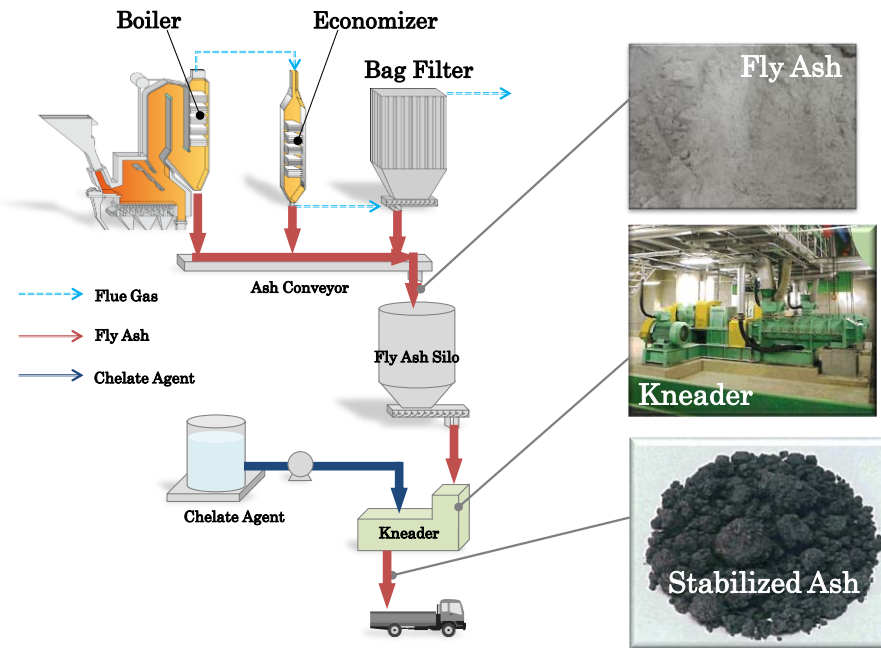 Boiler
Economizer
Bag Filter
Fly Ash
Ash Conveyor
Flue Gas
Fly Ash
Chelate Agent
Fly Ash Silo
Kneader
Chelate Agent
Kneader
Stabilized Ash